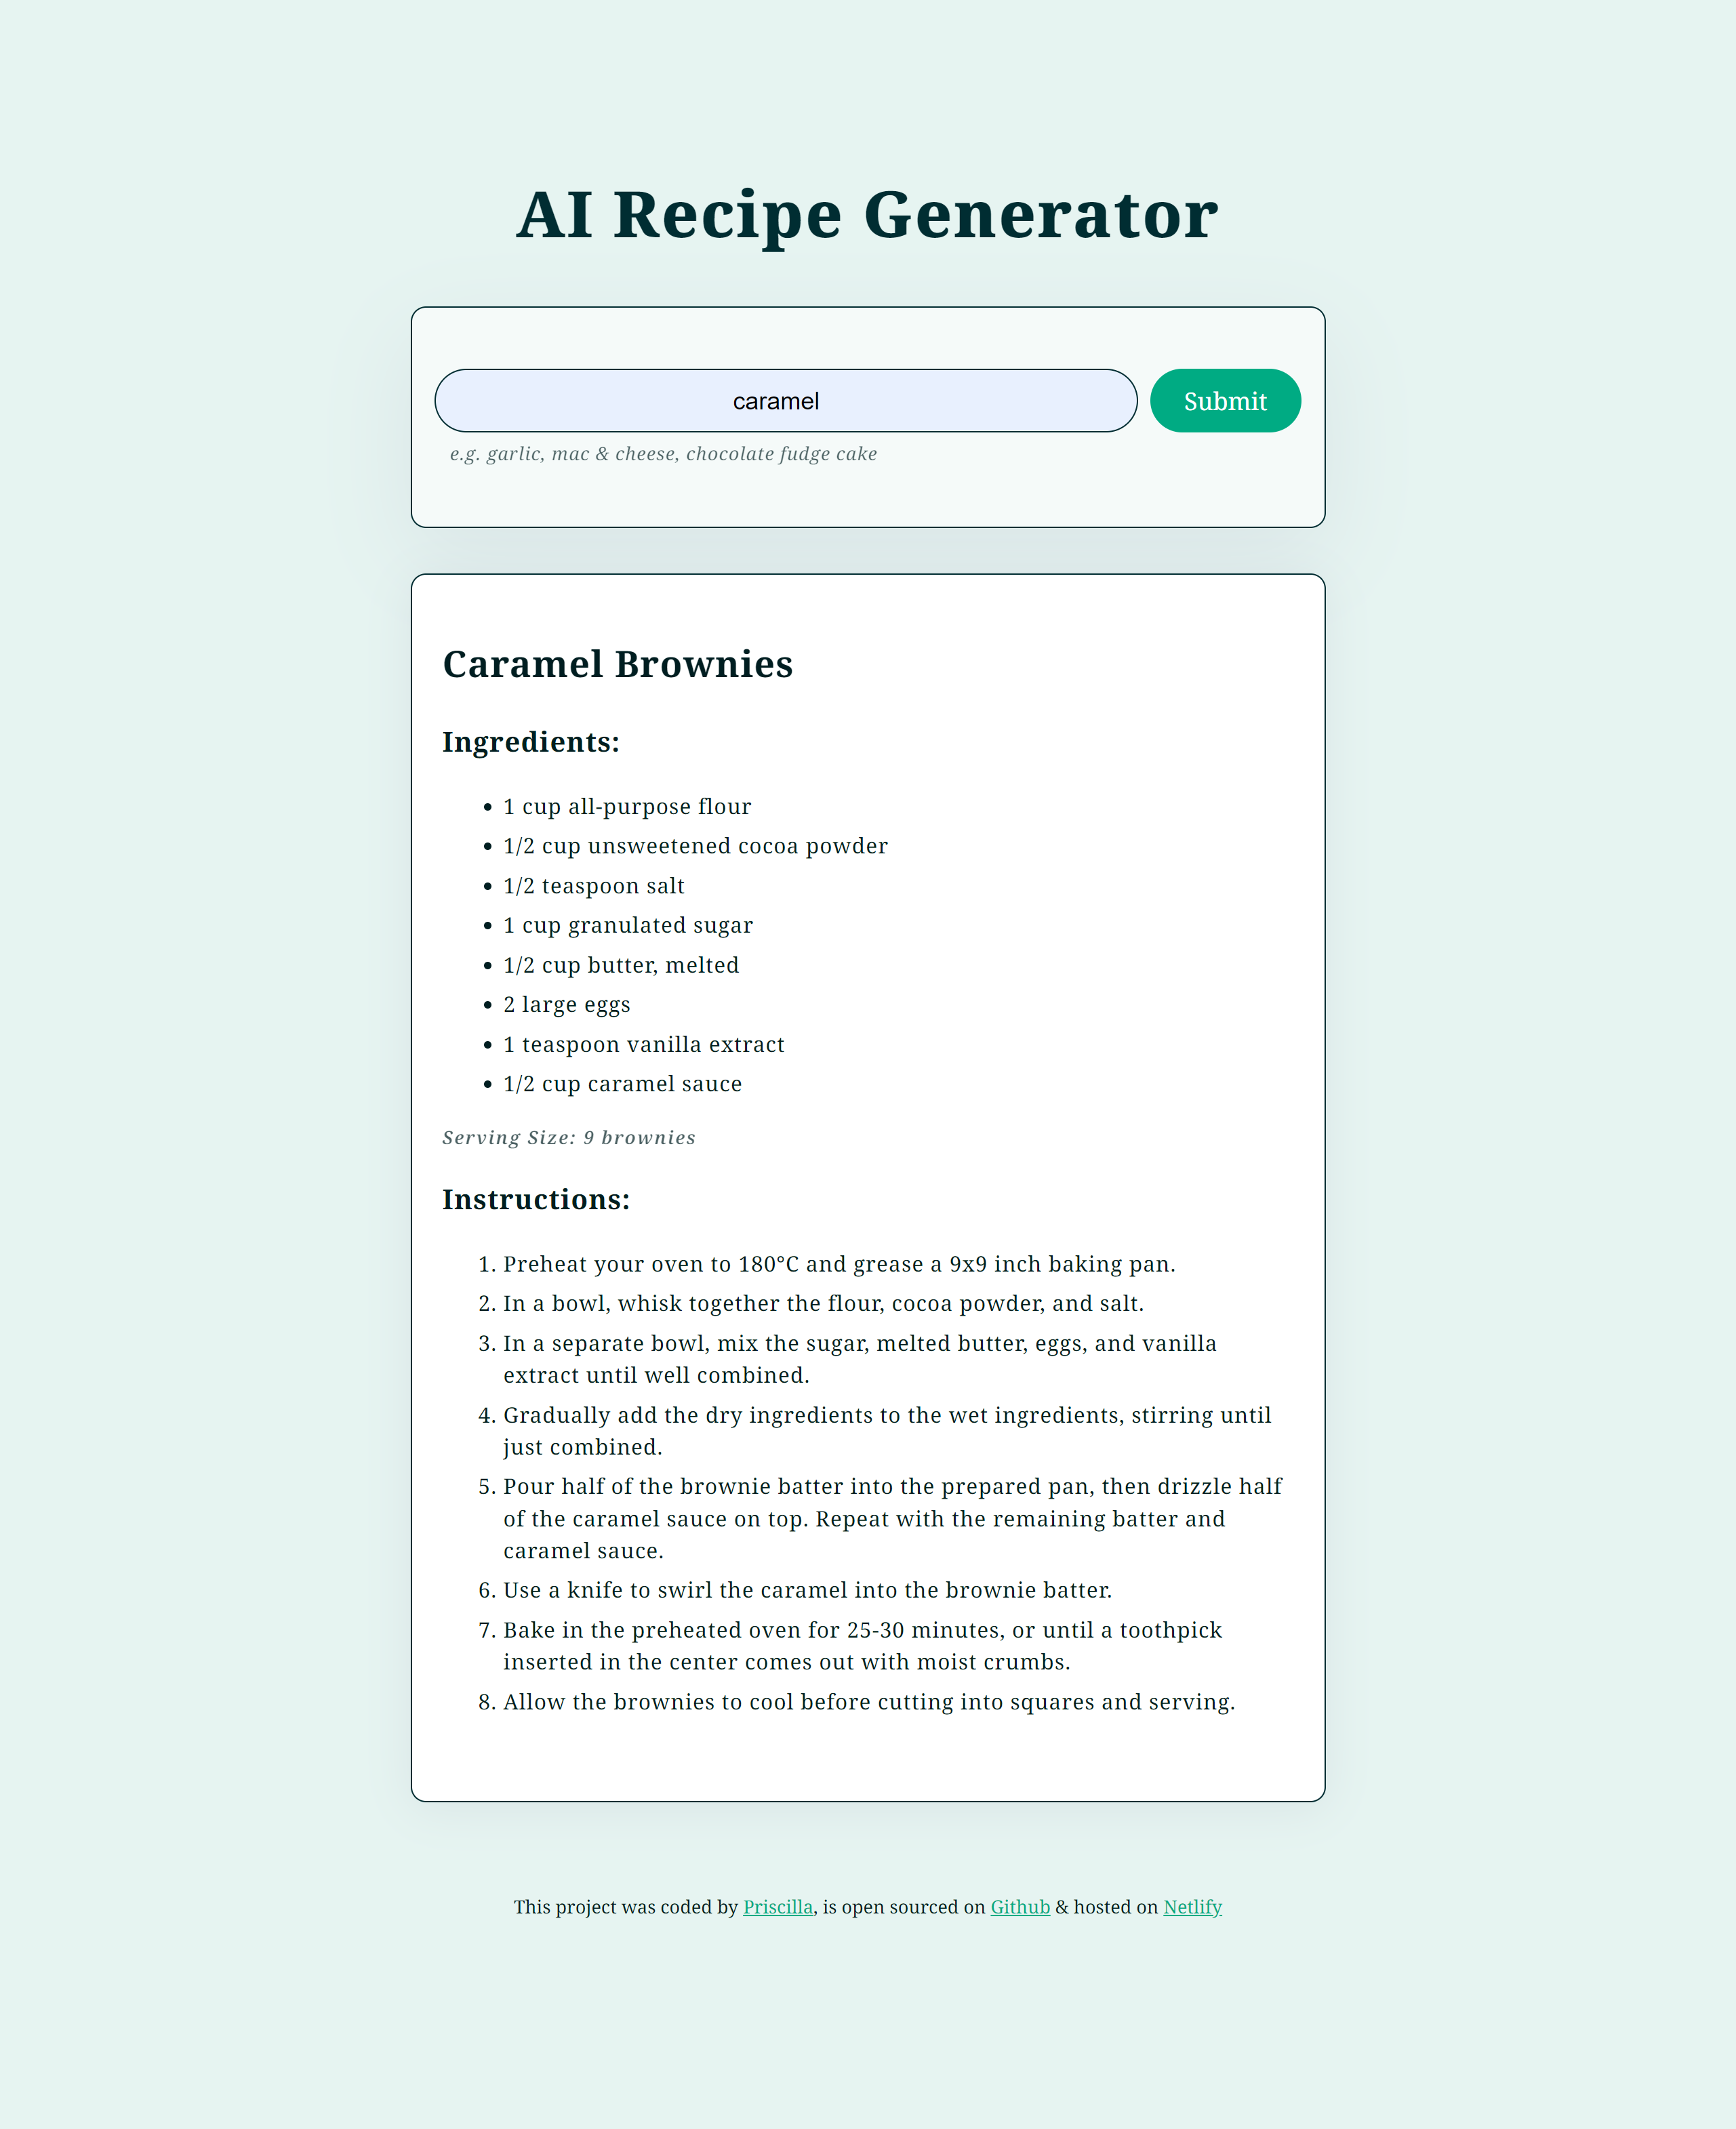 AI Recipe Generator
caramel
Submit
e.g. garlic, mac & cheese, chocolate fudge cake
Caramel Brownies
Ingredients:
• 1 cup all-purpose flour
• 1/2 cup unsweetened cocoa powder
• 1/2 teaspoon salt
• 1 cup granulated sugar
• 1/2 cup butter, melted
• 2 large eggs
• 1 teaspoon vanilla extract
• 1/2 cup caramel sauce
Serving Size: 9 brownies
Instructions:
1. Preheat your oven to 180°C and grease a 9x9 inch baking pan.
2. In a bowl, whisk together the flour, cocoa powder, and salt.
3. In a separate bowl, mix the sugar, melted butter, eggs, and vanilla
extract until well combined.
4. Gradually add the dry ingredients to the wet ingredients, stirring until
just combined.
5. Pour half of the brownie batter into the prepared pan, then drizzle half
of the caramel sauce on top. Repeat with the remaining batter and
caramel sauce.
6. Use a knife to swirl the caramel into the brownie batter.
7. Bake in the preheated oven for 25-30 minutes, or until a toothpick
inserted in the center comes out with moist crumbs.
8. Allow the brownies to cool before cutting into squares and serving.
This project was coded by Priscilla, is open sourced on Github & hosted on Netlify